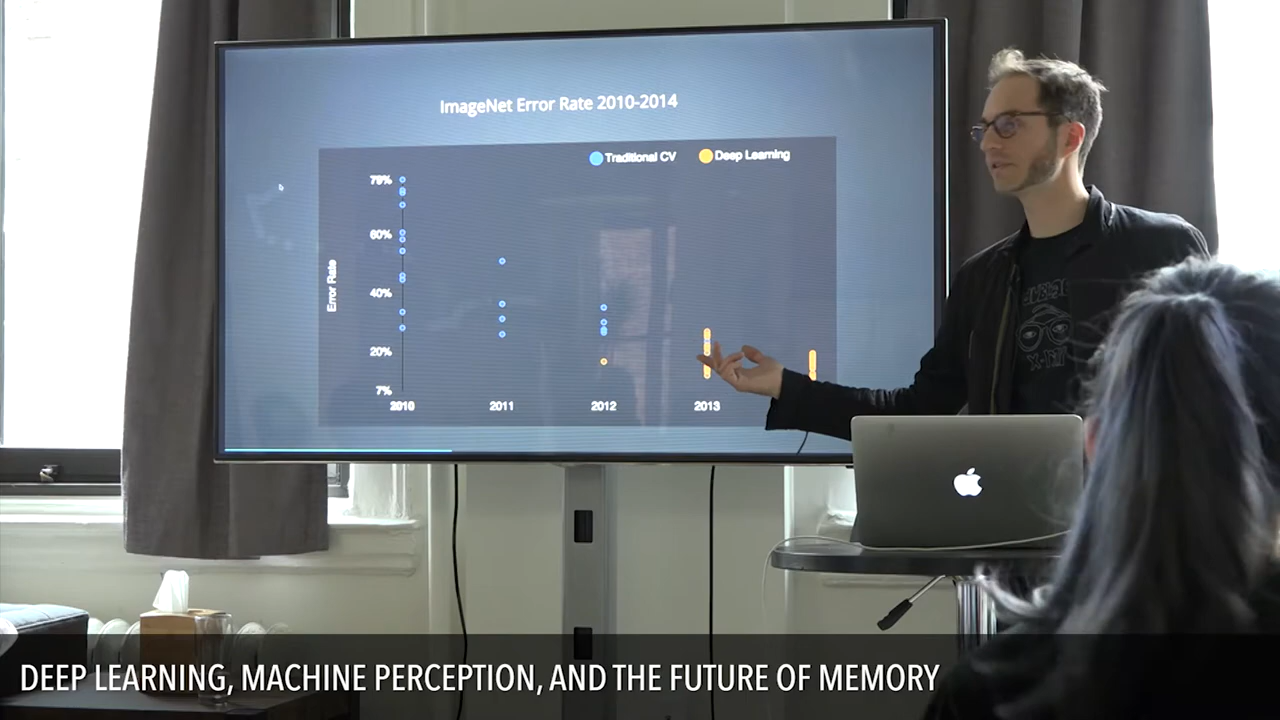 ImageNet Error Rate 2010-2014
Traditional CV
Deep Learning
79%
60%
40%
20%
7%
Error Rate
2010
2011
2012
2013
DEEP LEARNING, MACHINE PERCEPTION, AND THE FUTURE OF MEMORY